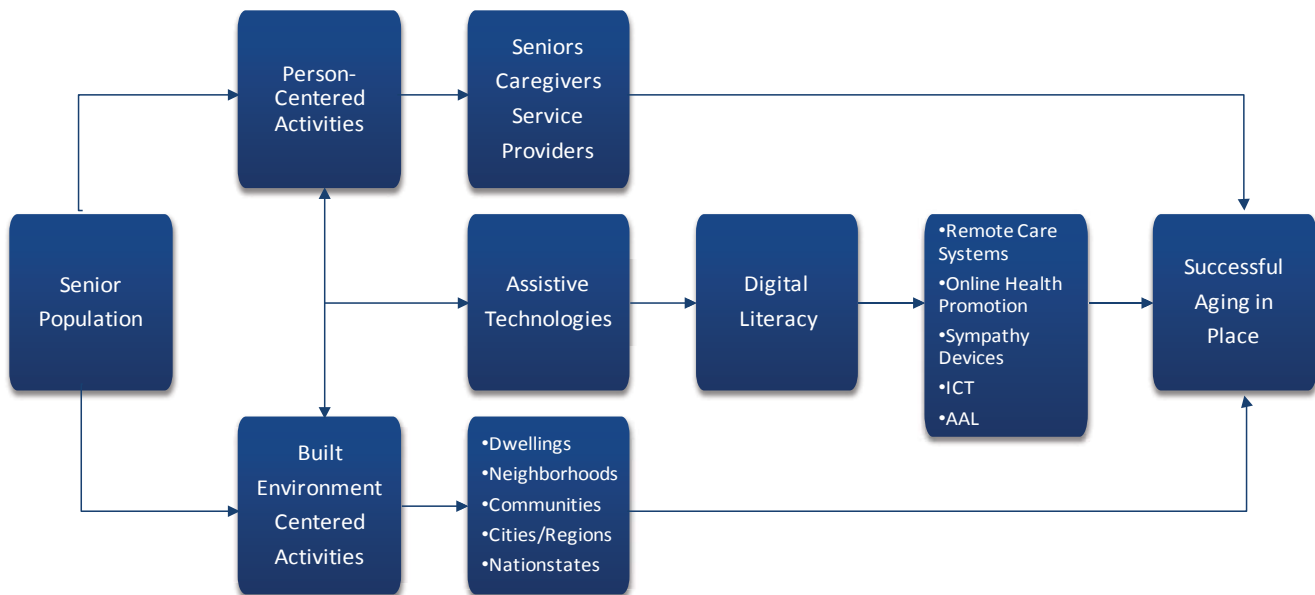 Person-
Centered
Activities
Seniors
Caregivers
Service
Providers
Senior
Population
Assistive
Technologies
Digital
Literacy
•Remote Care
Systems
•Online Health
Promotion
•Sympathy
Devices
•ICT
•AAL
Successful
Aging in
Place
Built
Environment
Centered
Activities
•Dwellings
•Neighborhoods
•Communities
•Cities/Regions
•Nationstates